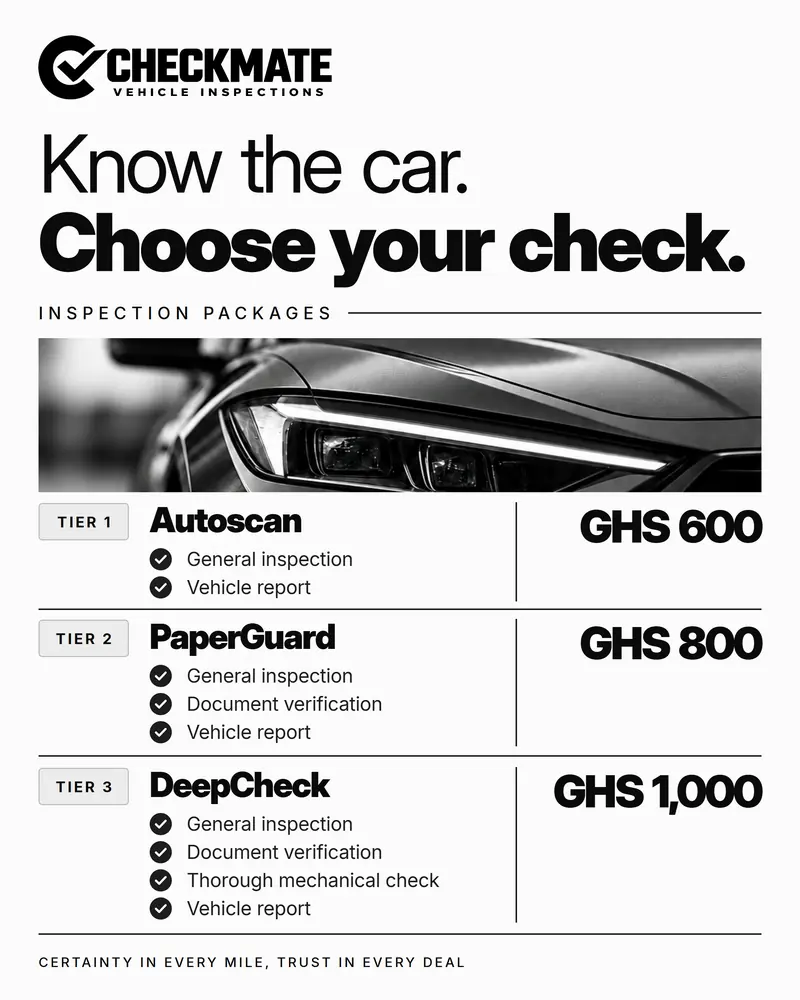 CHECKMATE
VEHICLE INSPECTIONS
Know the car.
Choose your check.
INSPECTION PACKAGES
TIER 1
Autoscan
GHS 600
General inspection
Vehicle report
TIER 2
PaperGuard
GHS 800
General inspection
Document verification
Vehicle report
TIER 3
DeepCheck
GHS 1,000
General inspection
Document verification
Thorough mechanical check
Vehicle report
CERTAINTY IN EVERY MILE, TRUST IN EVERY DEAL